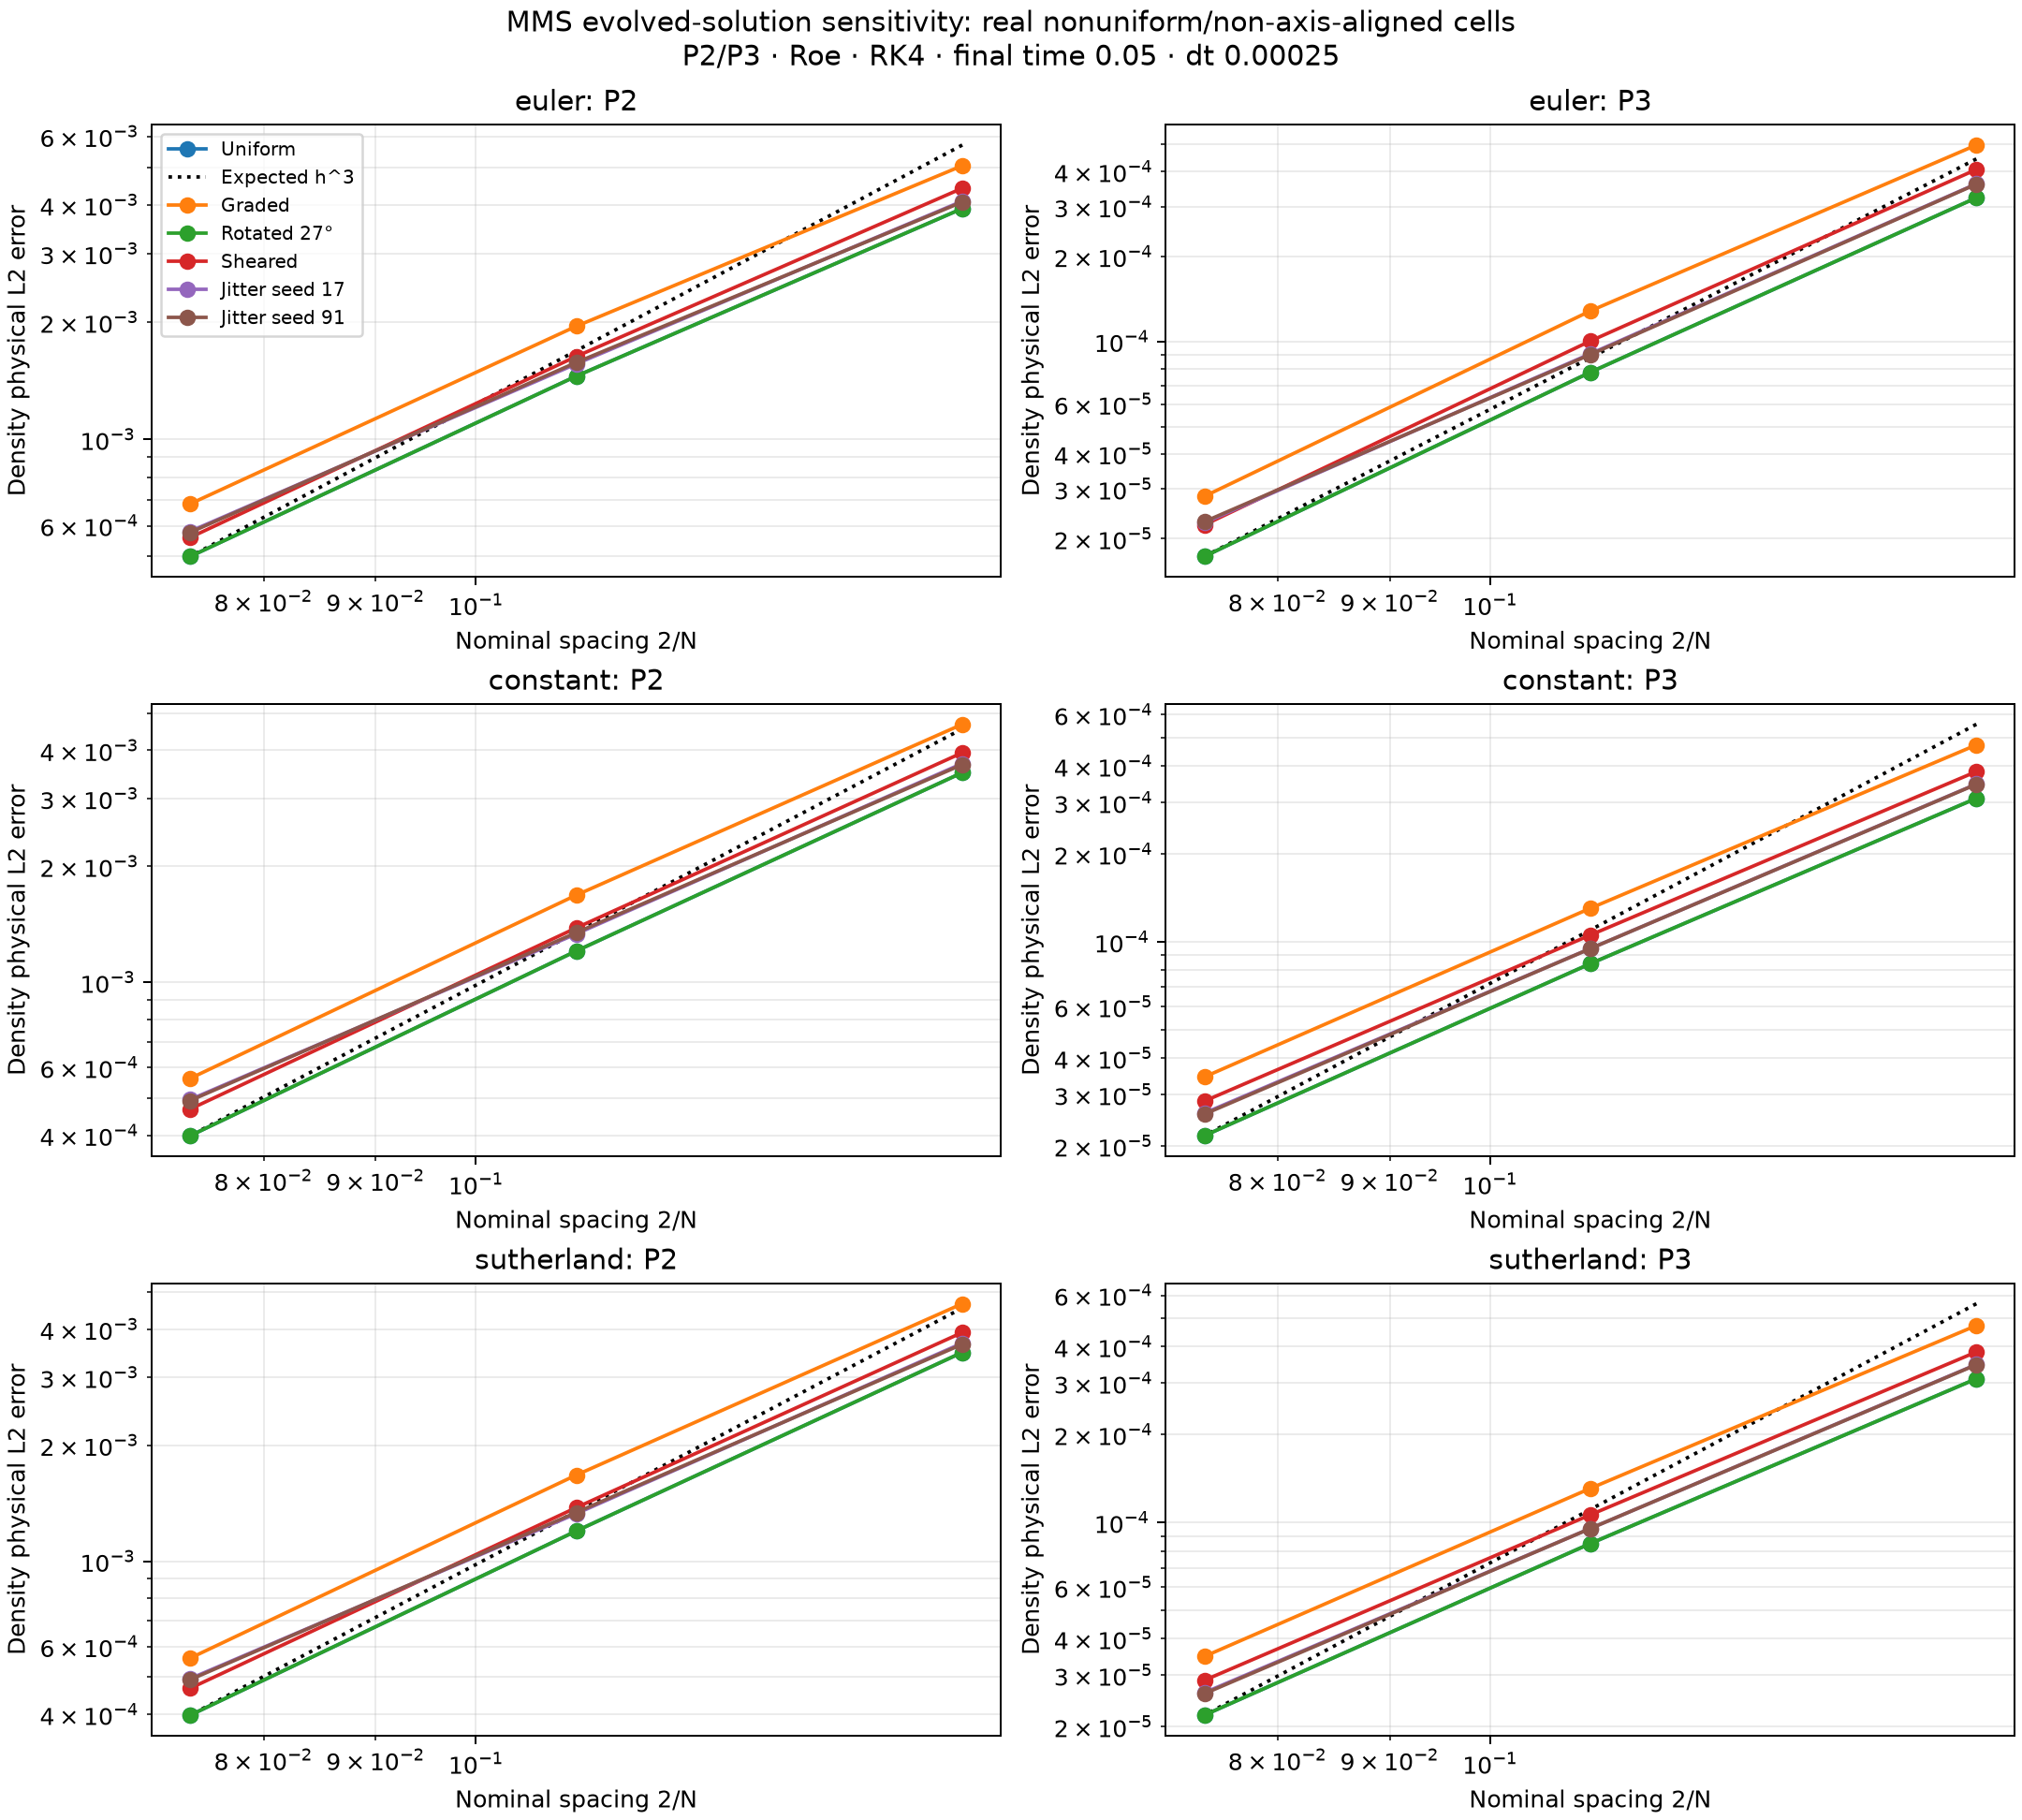 MMS evolved-solution sensitivity: real nonuniform/non-axis-aligned cells
P2/P3 · Roe · RK4 · final time 0.05 · dt 0.00025
euler: P2
Density physical L2 error
6 × 10⁻³
4 × 10⁻³
3 × 10⁻³
2 × 10⁻³
10⁻³
6 × 10⁻⁴
Uniform
Expected h^3
Graded
Rotated 27°
Sheared
Jitter seed 17
Jitter seed 91
8 × 10⁻² 9 × 10⁻² 10⁻¹
Nominal spacing 2/N
euler: P3
Density physical L2 error
4 × 10⁻⁴
3 × 10⁻⁴
2 × 10⁻⁴
10⁻⁴
6 × 10⁻⁵
4 × 10⁻⁵
3 × 10⁻⁵
2 × 10⁻⁵
8 × 10⁻² 9 × 10⁻² 10⁻¹
Nominal spacing 2/N
constant: P2
Density physical L2 error
4 × 10⁻³
3 × 10⁻³
2 × 10⁻³
10⁻³
6 × 10⁻⁴
4 × 10⁻⁴
8 × 10⁻² 9 × 10⁻² 10⁻¹
Nominal spacing 2/N
constant: P3
Density physical L2 error
6 × 10⁻⁴
4 × 10⁻⁴
3 × 10⁻⁴
2 × 10⁻⁴
10⁻⁴
6 × 10⁻⁵
4 × 10⁻⁵
3 × 10⁻⁵
2 × 10⁻⁵
8 × 10⁻² 9 × 10⁻² 10⁻¹
Nominal spacing 2/N
sutherland: P2
Density physical L2 error
4 × 10⁻³
3 × 10⁻³
2 × 10⁻³
10⁻³
6 × 10⁻⁴
4 × 10⁻⁴
8 × 10⁻² 9 × 10⁻² 10⁻¹
Nominal spacing 2/N
sutherland: P3
Density physical L2 error
6 × 10⁻⁴
4 × 10⁻⁴
3 × 10⁻⁴
2 × 10⁻⁴
10⁻⁴
6 × 10⁻⁵
4 × 10⁻⁵
3 × 10⁻⁵
2 × 10⁻⁵
8 × 10⁻² 9 × 10⁻² 10⁻¹
Nominal spacing 2/N